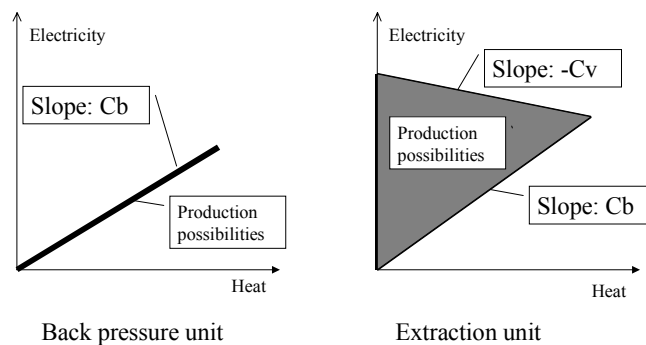 Electricity
Slope: Cb
Production
possibilities
Heat
Back pressure unit
Electricity
Slope: -Cv
Production
possibilities
Slope: Cb
Heat
Extraction unit